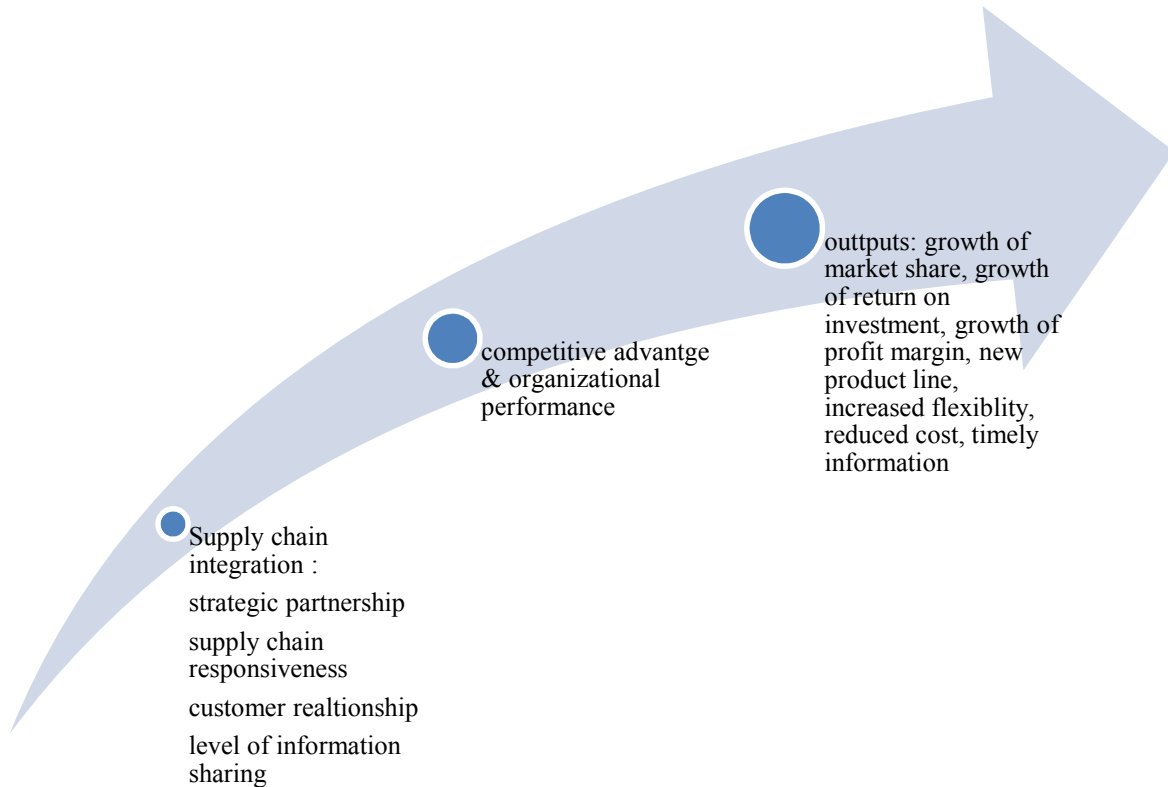 Supply chain
integration :
strategic partnership
supply chain
responsiveness
customer realtionship
level of information
sharing
competitive advantge
& organizational
performance
outtputs: growth of
market share, growth
of return on
investment, growth of
profit margin, new
product line,
increased flexiblity,
reduced cost, timely
information